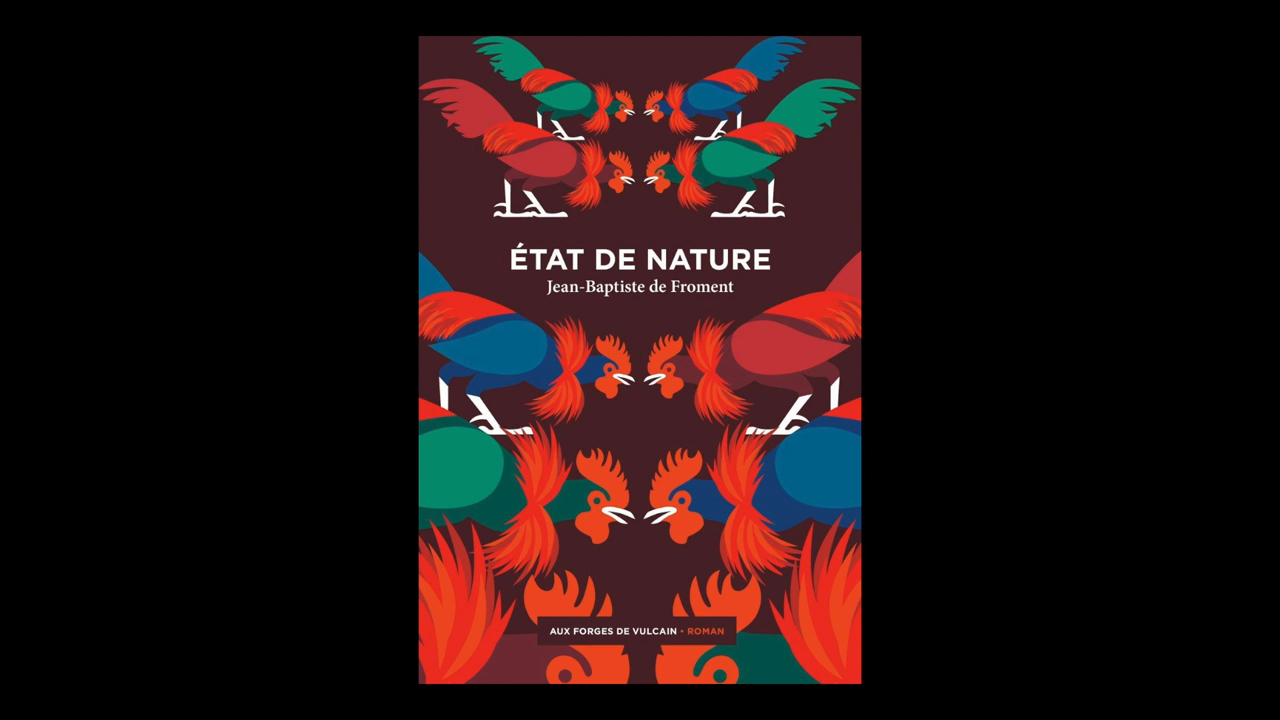 ÉTAT DE NATURE
Jean-Baptiste de Froment
AUX FORGES DE VULCAIN • ROMAN